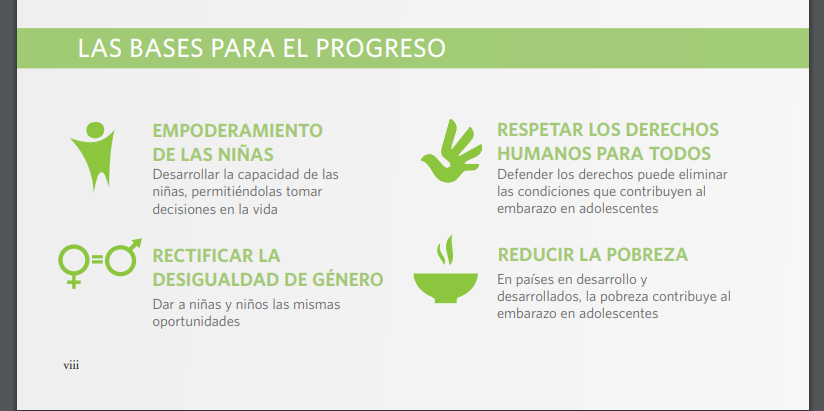 LAS BASES PARA EL PROGRESO
EMPODERAMIENTO
DE LAS NIÑAS
Desarrollar la capacidad de las
niñas, permitiéndolas tomar
decisiones en la vida
RESPETAR LOS DERECHOS
HUMANOS PARA TODOS
Defender los derechos puede eliminar
las condiciones que contribuyen al
embarazo en adolescentes
RECTIFICAR LA
DESIGUALDAD DE GÉNERO
Dar a niñas y niños las mismas
oportunidades
REDUCIR LA POBREZA
En países en desarrollo y
desarrollados, la pobreza contribuye al
embarazo en adolescentes
viii